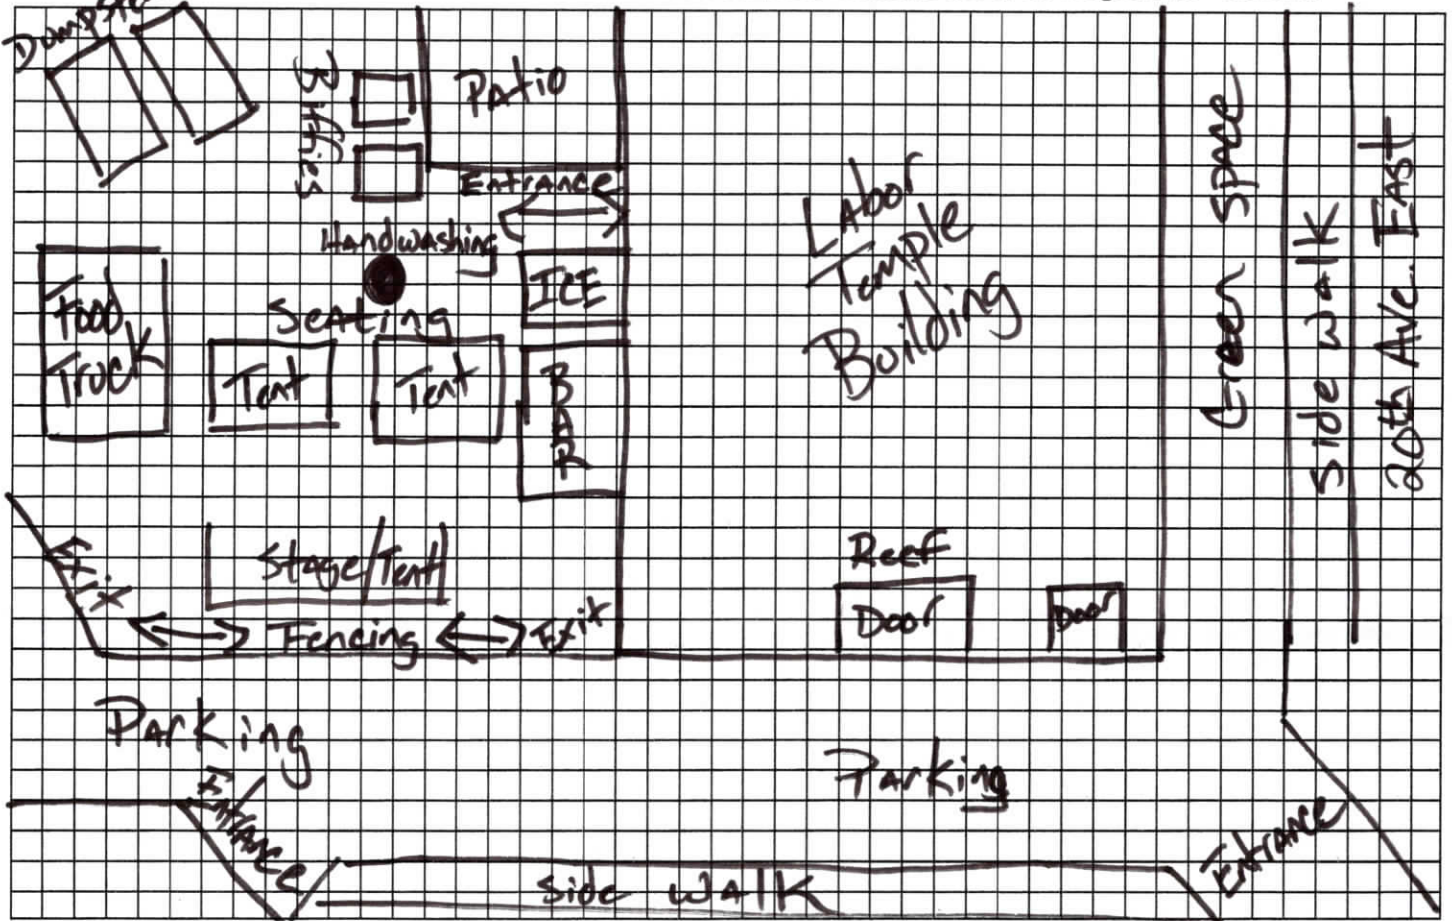 Patio
Biffies
Entrance
Handwashing
ICE
Seating
Food
Truck
Tent
Tent
BAR
Labor
Temple
Building
Green Space
Side walk
20th Ave. East
Exit
Stage/Tent
Fencing
Exit
Reef
Door
Door
Parking
Parking
Entrance
Entrance
Side walk